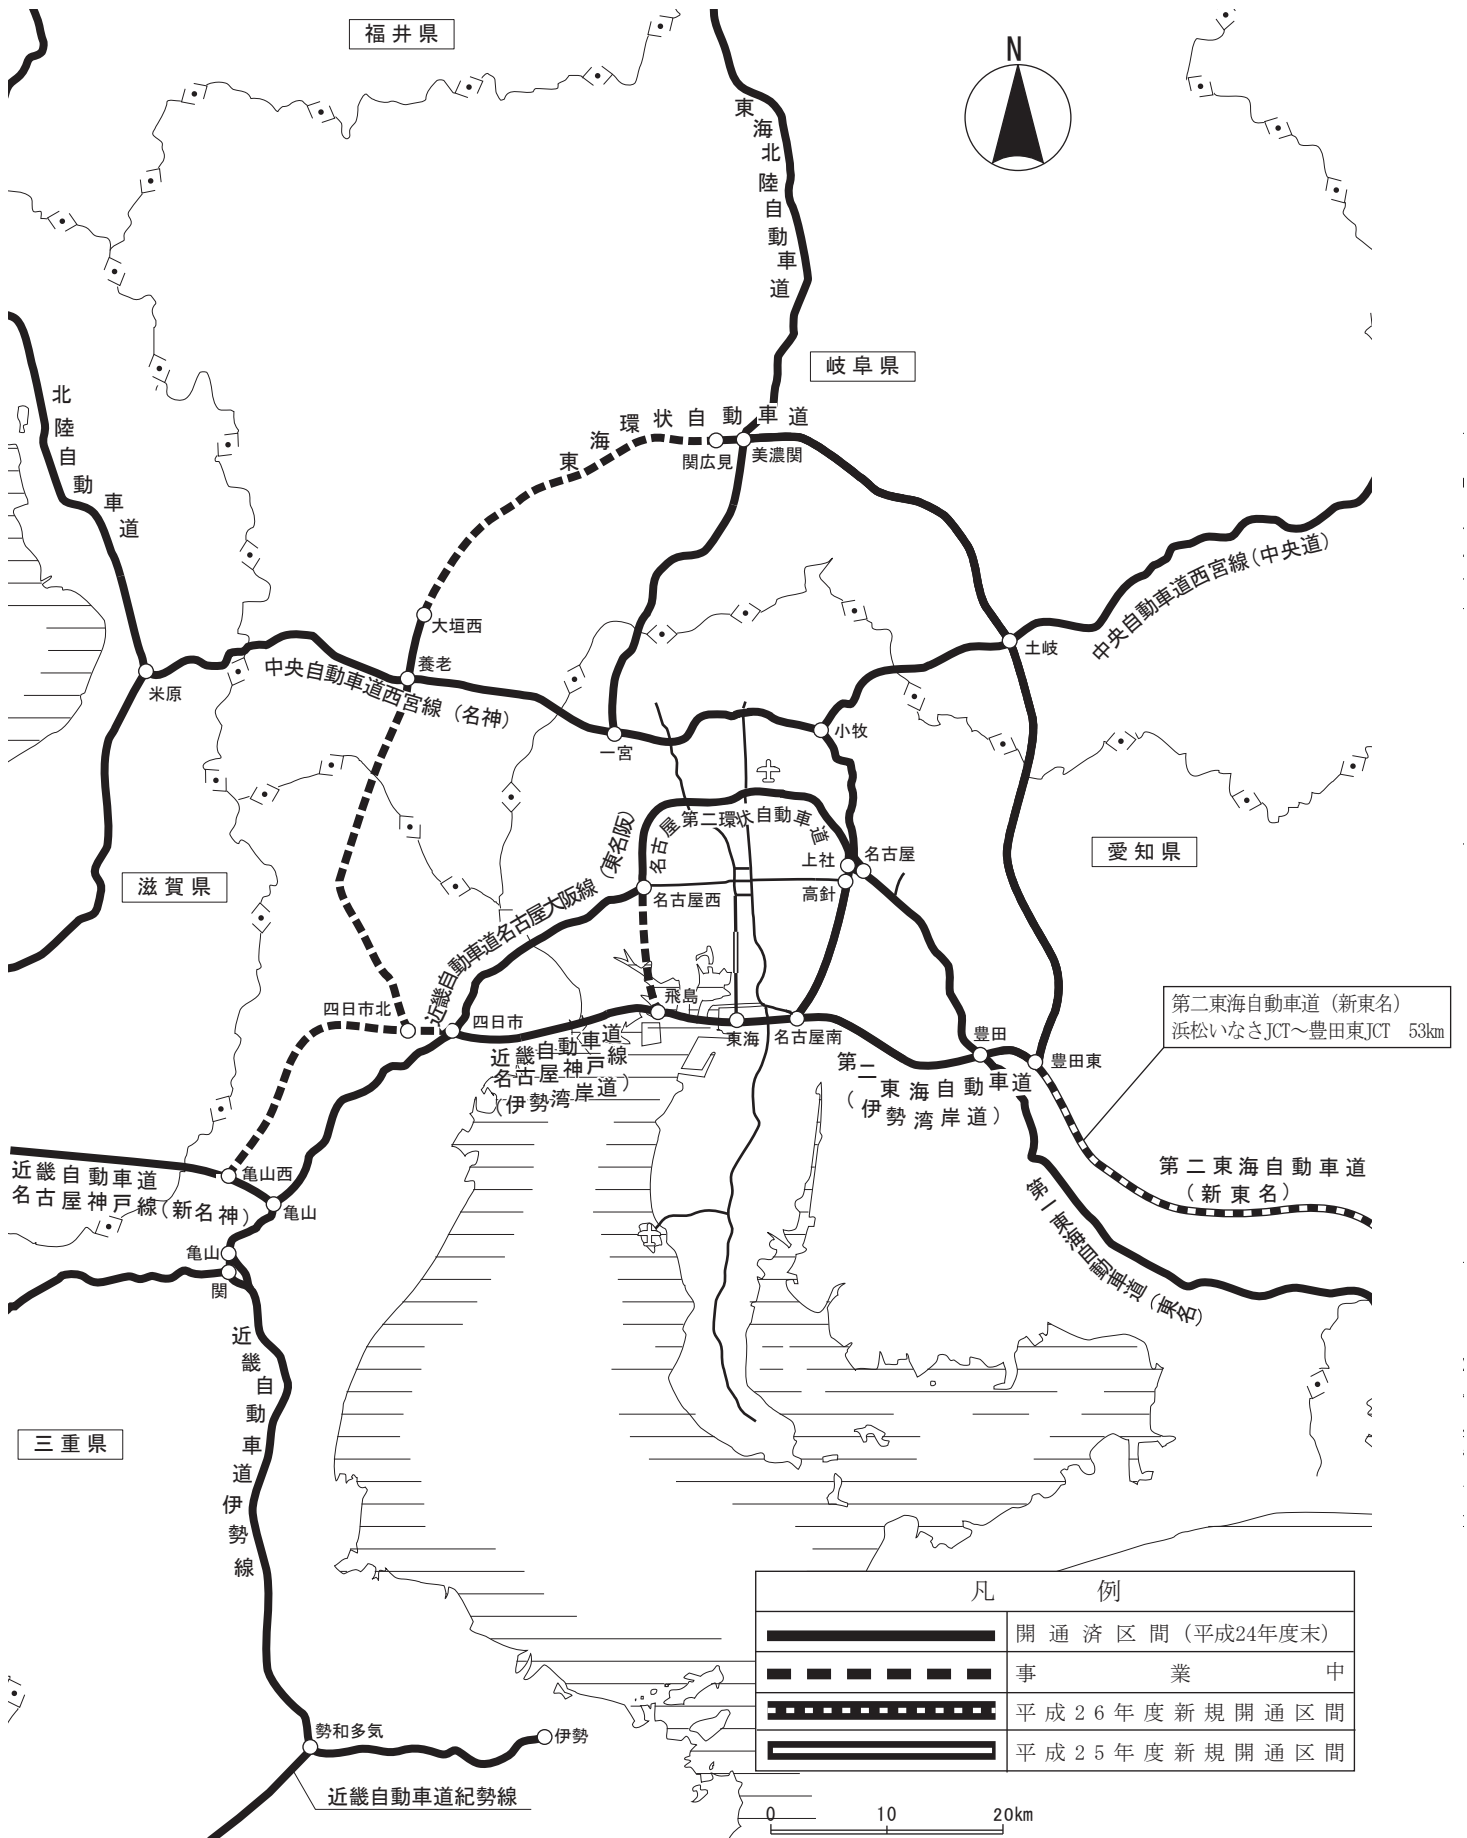 福井県
N
東海北陸自動車道
岐阜県
北陸自動車道
東海環状自動車道
関広見
美濃関
中央自動車道西宮線(中央道)
大垣西
土岐
養老
米原
中央自動車道西宮線(名神)
一宮
小牧
名古屋第二環状自動車道
上社
名古屋
愛知県
滋賀県
高針
名古屋西
近畿自動車道名古屋大阪線(東名阪)
飛島
四日市北
四日市
東海
名古屋南
豊田
豊田東
第二東海自動車道(新東名)
浜松いなさJCT~豊田東JCT 53km
近畿自動車道
名古屋神戸線
(伊勢湾岸道)
第二東海自動車道
(伊勢湾岸道)
近畿自動車道
名古屋神戸線(新名神)
亀山西
亀山
第二東海自動車道
(新東名)
第一東海自動車道(東名)
亀山
関
近畿自動車道伊勢線
三重県
凡例
開通済区間(平成24年度末)
事業中
平成26年度新規開通区間
平成25年度新規開通区間
勢和多気
伊勢
近畿自動車道紀勢線
0 10 20km